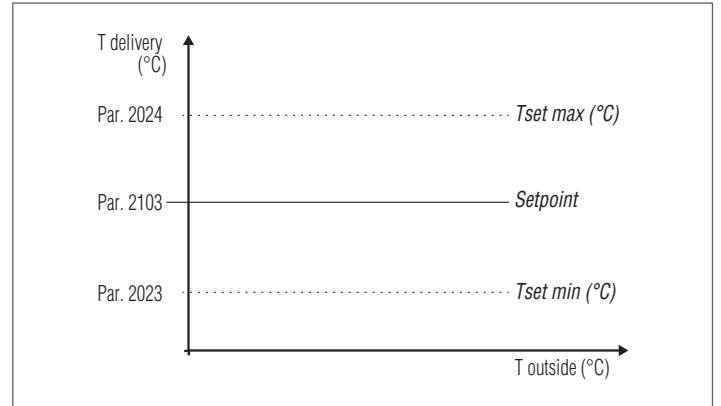 T delivery
(°C)
Par. 2024
Tset max (°C)
Par. 2103
Setpoint
Par. 2023
Tset min (°C)
T outside (°C)